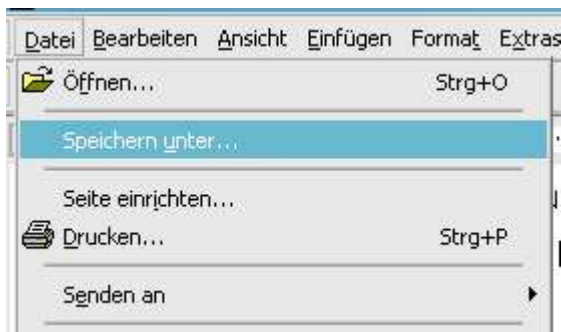 Datei Bearbeiten Ansicht Einfügen Format Extras
Öffnen... Strg+O
Speichern unter...
Seite einrichten...
Drucken... Strg+P
Senden an